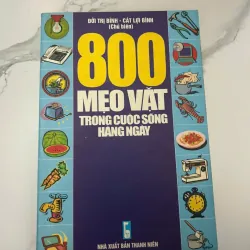 ĐỐI THỊ BÌNH - CÁT LỢI BÌNH
(Chủ biên)
800
MẸO VẶT
TRONG CUỘC SỐNG
HÀNG NGÀY
NHÀ XUẤT BẢN THANH NIÊN